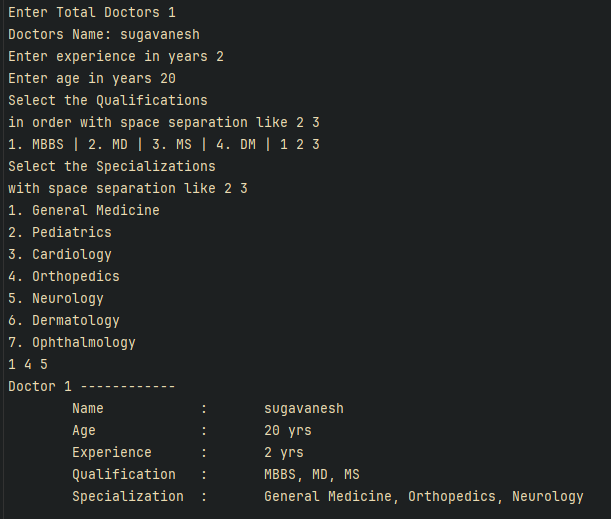 Enter Total Doctors 1
Doctors Name: sugavanesh
Enter experience in years 2
Enter age in years 20
Select the Qualifications
in order with space separation like 2 3
1. MBBS | 2. MD | 3. MS | 4. DM | 1 2 3
Select the Specializations
with space separation like 2 3
1. General Medicine
2. Pediatrics
3. Cardiology
4. Orthopedics
5. Neurology
6. Dermatology
7. Ophthalmology
1 4 5
Doctor 1 ------------
Name : sugavanesh
Age : 20 yrs
Experience : 2 yrs
Qualification : MBBS, MD, MS
Specialization : General Medicine, Orthopedics, Neurology